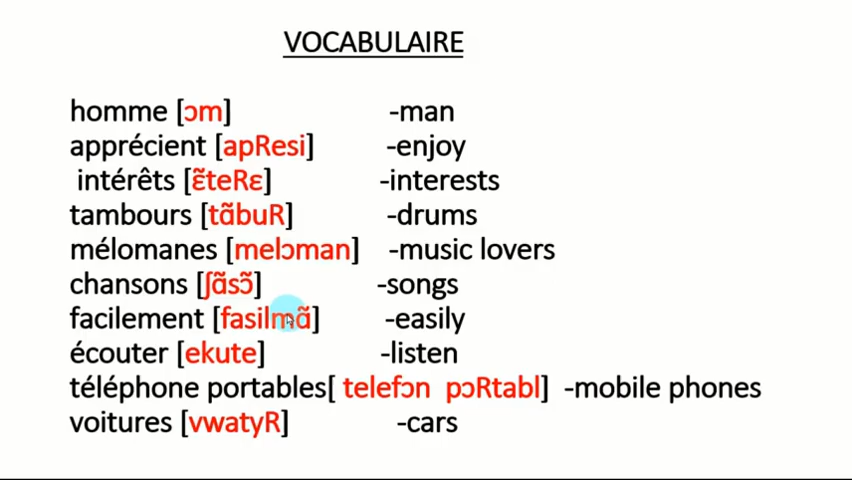 VOCABULAIRE
homme [ɔm] -man
apprécient [apResi] -enjoy
intérêts [ɛ̃teRɛ] -interests
tambours [tɑ̃buR] -drums
mélomanes [melɔman] -music lovers
chansons [ʃɑ̃sɔ̃] -songs
facilement [fasilmɑ̃] -easily
écouter [ekute] -listen
téléphone portables[ telefɔn pɔRtabl] -mobile phones
voitures [vwatyR] -cars